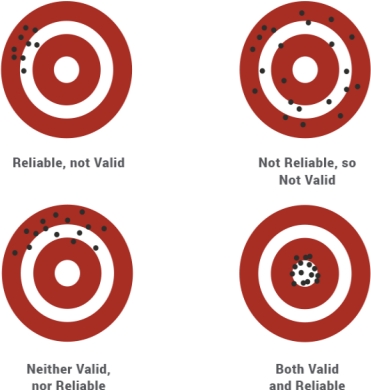 Reliable, not Valid
Not Reliable, so
Not Valid
Neither Valid,
nor Reliable
Both Valid
and Reliable